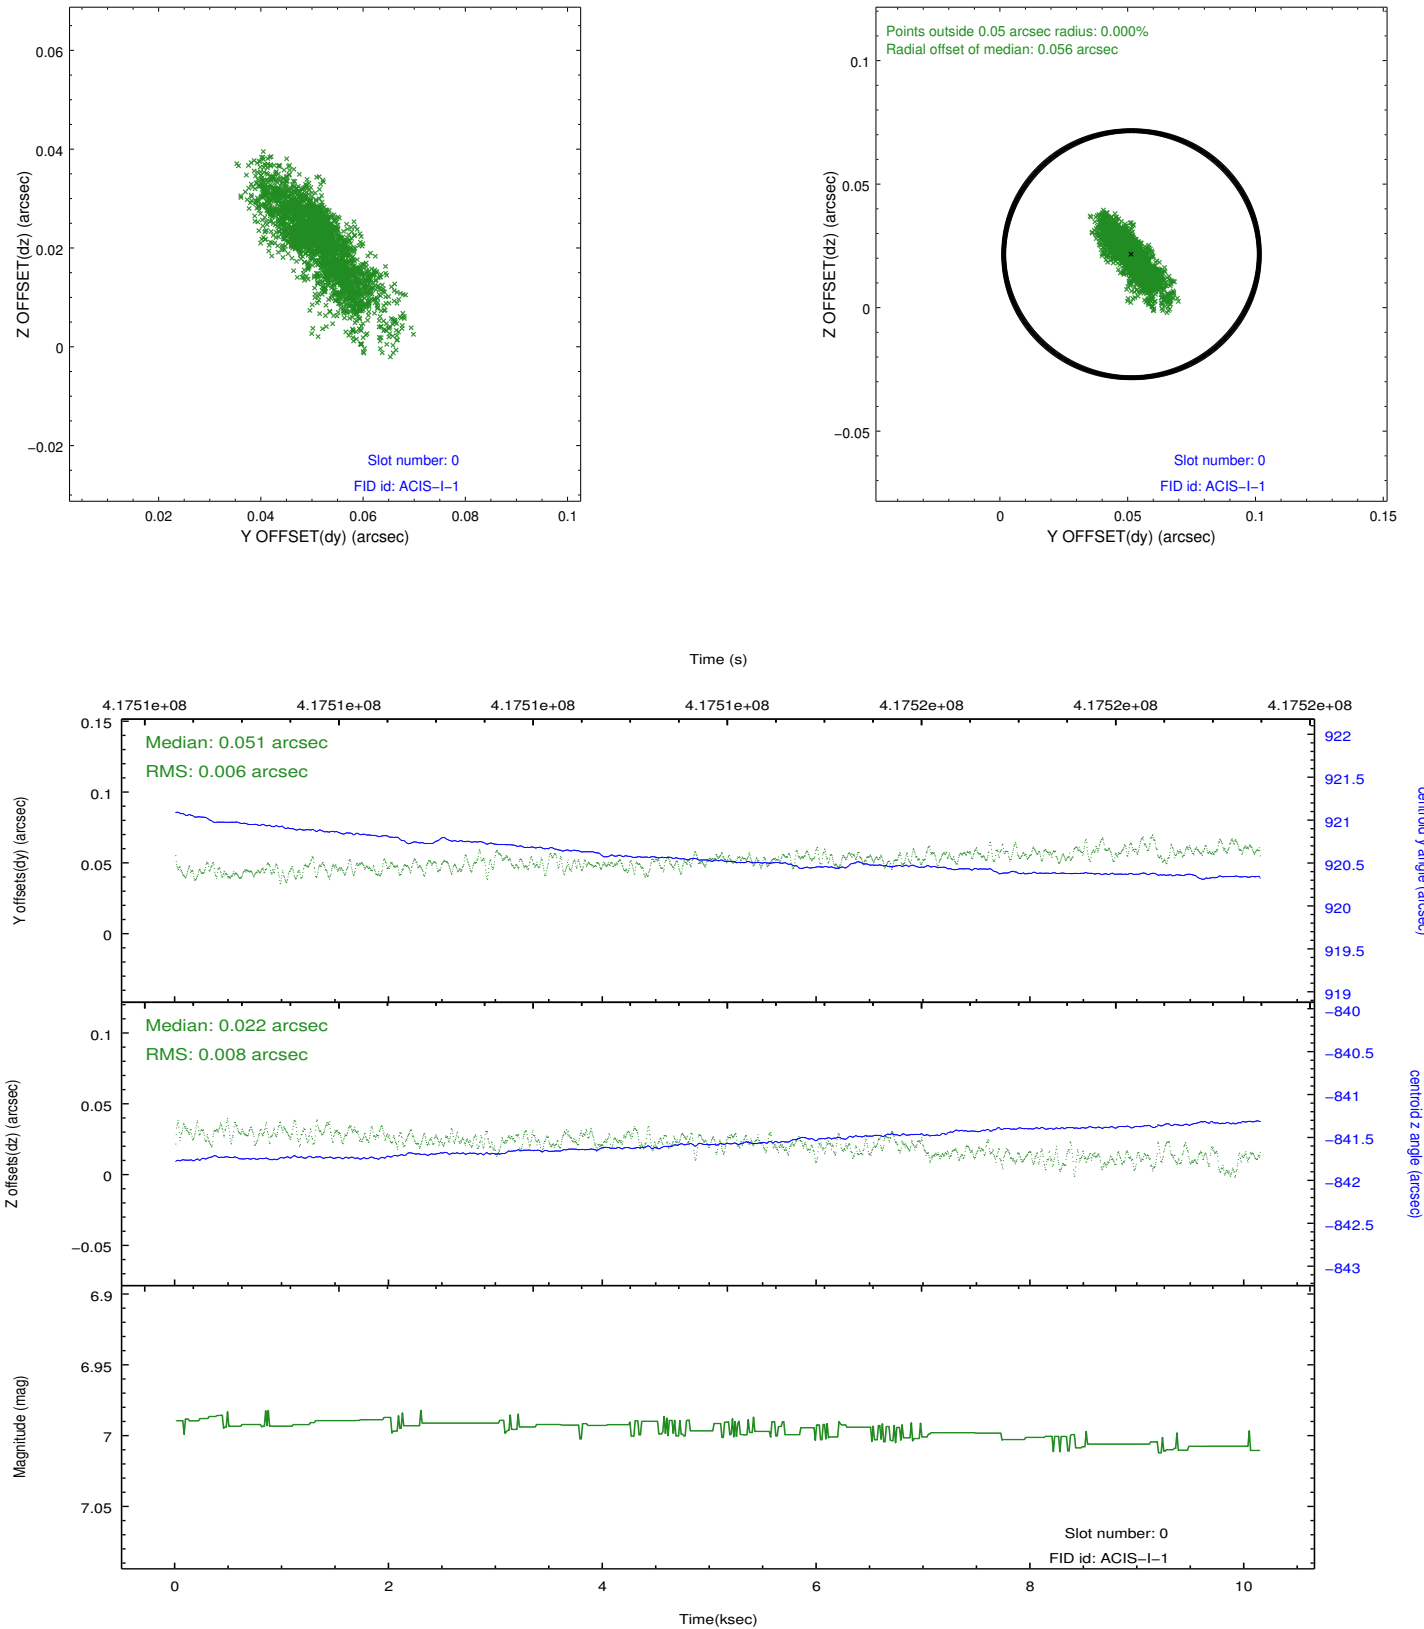 0.06
0.04
0.02
0
−0.02
Z OFFSET(dz) (arcsec)
Slot number: 0
FID id: ACIS−I−1
0.02
0.04
0.06
0.08
0.1
Y OFFSET(dy) (arcsec)
Points outside 0.05 arcsec radius: 0.000%
Radial offset of median: 0.056 arcsec
0.1
0.05
0
−0.05
Z OFFSET(dz) (arcsec)
Slot number: 0
FID id: ACIS−I−1
0
0.05
0.1
0.15
Y OFFSET(dy) (arcsec)
Time (s)
4.1751e+08
4.1751e+08
4.1751e+08
4.1751e+08
4.1752e+08
4.1752e+08
4.1752e+08
Median: 0.051 arcsec
RMS: 0.006 arcsec
0.15
0.1
0.05
0
Y offsets(dy) (arcsec)
922
921.5
921
920.5
920
919.5
919
centroid y angle (arcsec)
Median: 0.022 arcsec
RMS: 0.008 arcsec
0.1
0.05
0
−0.05
Z offsets(dz) (arcsec)
−840
−840.5
−841
−841.5
−842
−842.5
−843
centroid z angle (arcsec)
6.9
6.95
7
7.05
Magnitude (mag)
Slot number: 0
FID id: ACIS−I−1
0
2
4
6
8
10
Time(ksec)